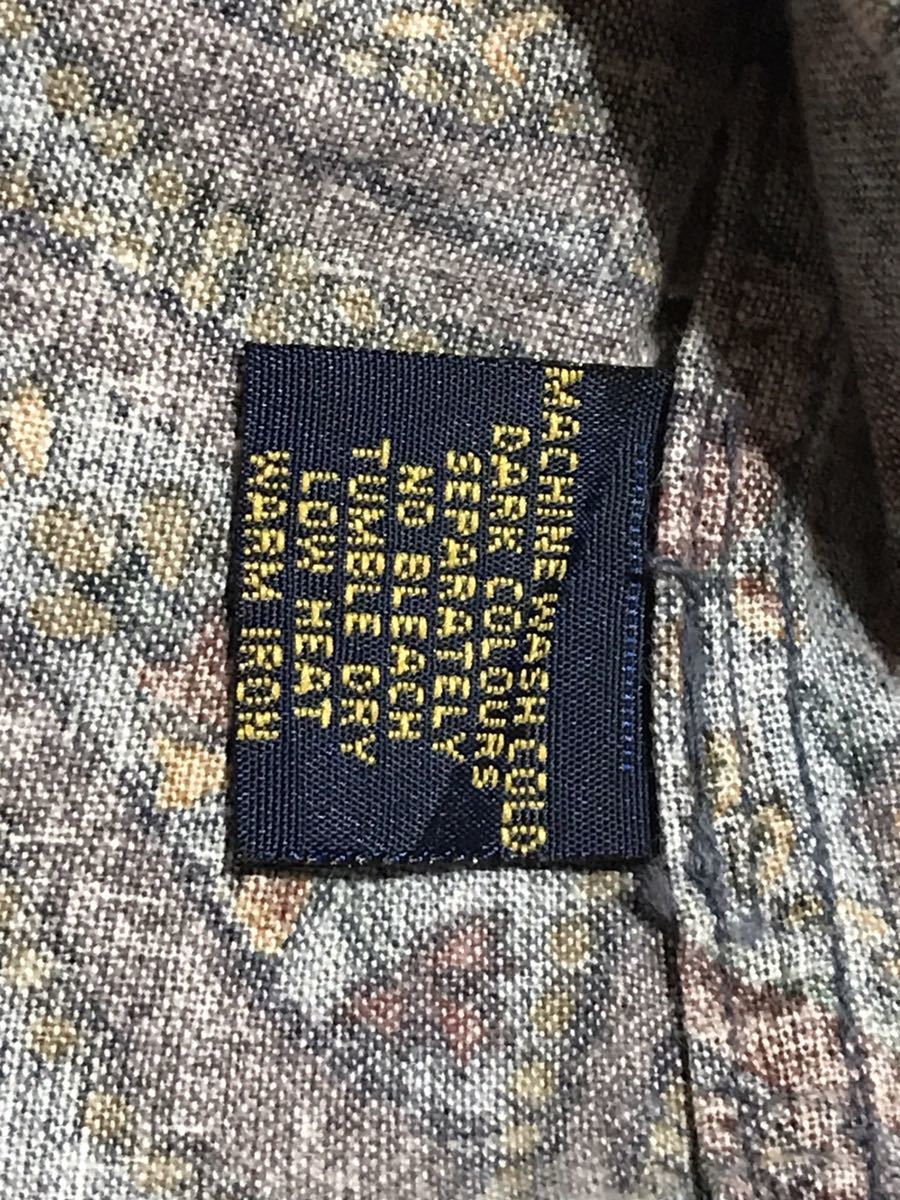 MACHINE WASH COLD
DARK COLOURS
SEPARATELY
NO BLEACH
TUMBLE DRY
LOW HEAT
WARM IRON